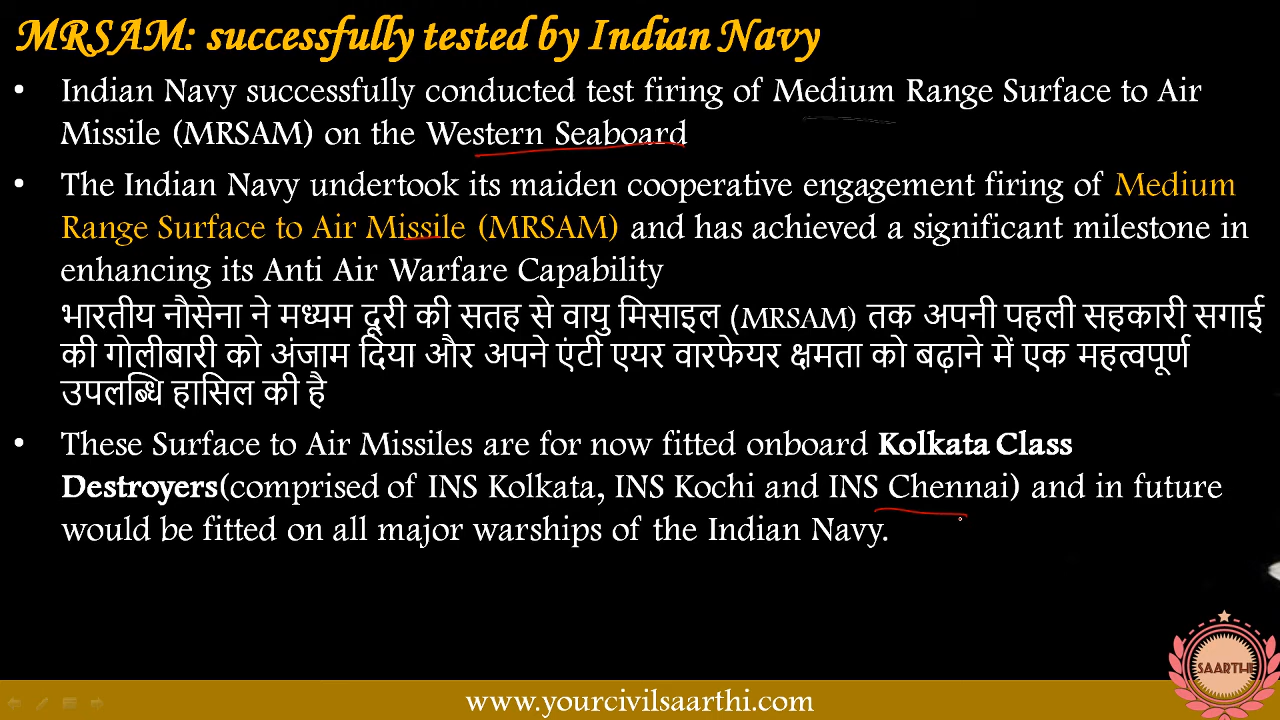 MRSAM: successfully tested by Indian Navy
• Indian Navy successfully conducted test firing of Medium Range Surface to Air
Missile (MRSAM) on the Western Seaboard
• The Indian Navy undertook its maiden cooperative engagement firing of Medium
Range Surface to Air Missile (MRSAM) and has achieved a significant milestone in
enhancing its Anti Air Warfare Capability
भारतीय नौसेना ने मध्यम दूरी की सतह से वायु मिसाइल (MRSAM) तक अपनी पहली सहकारी सगाई
की गोलीबारी को अंजाम दिया और अपने एंटी एयर वारफेयर क्षमता को बढ़ाने में एक महत्वपूर्ण
उपलब्धि हासिल की है
• These Surface to Air Missiles are for now fitted onboard Kolkata Class
Destroyers(comprised of INS Kolkata, INS Kochi and INS Chennai) and in future
would be fitted on all major warships of the Indian Navy.
SAARTHI
www.yourcivilsaarthi.com